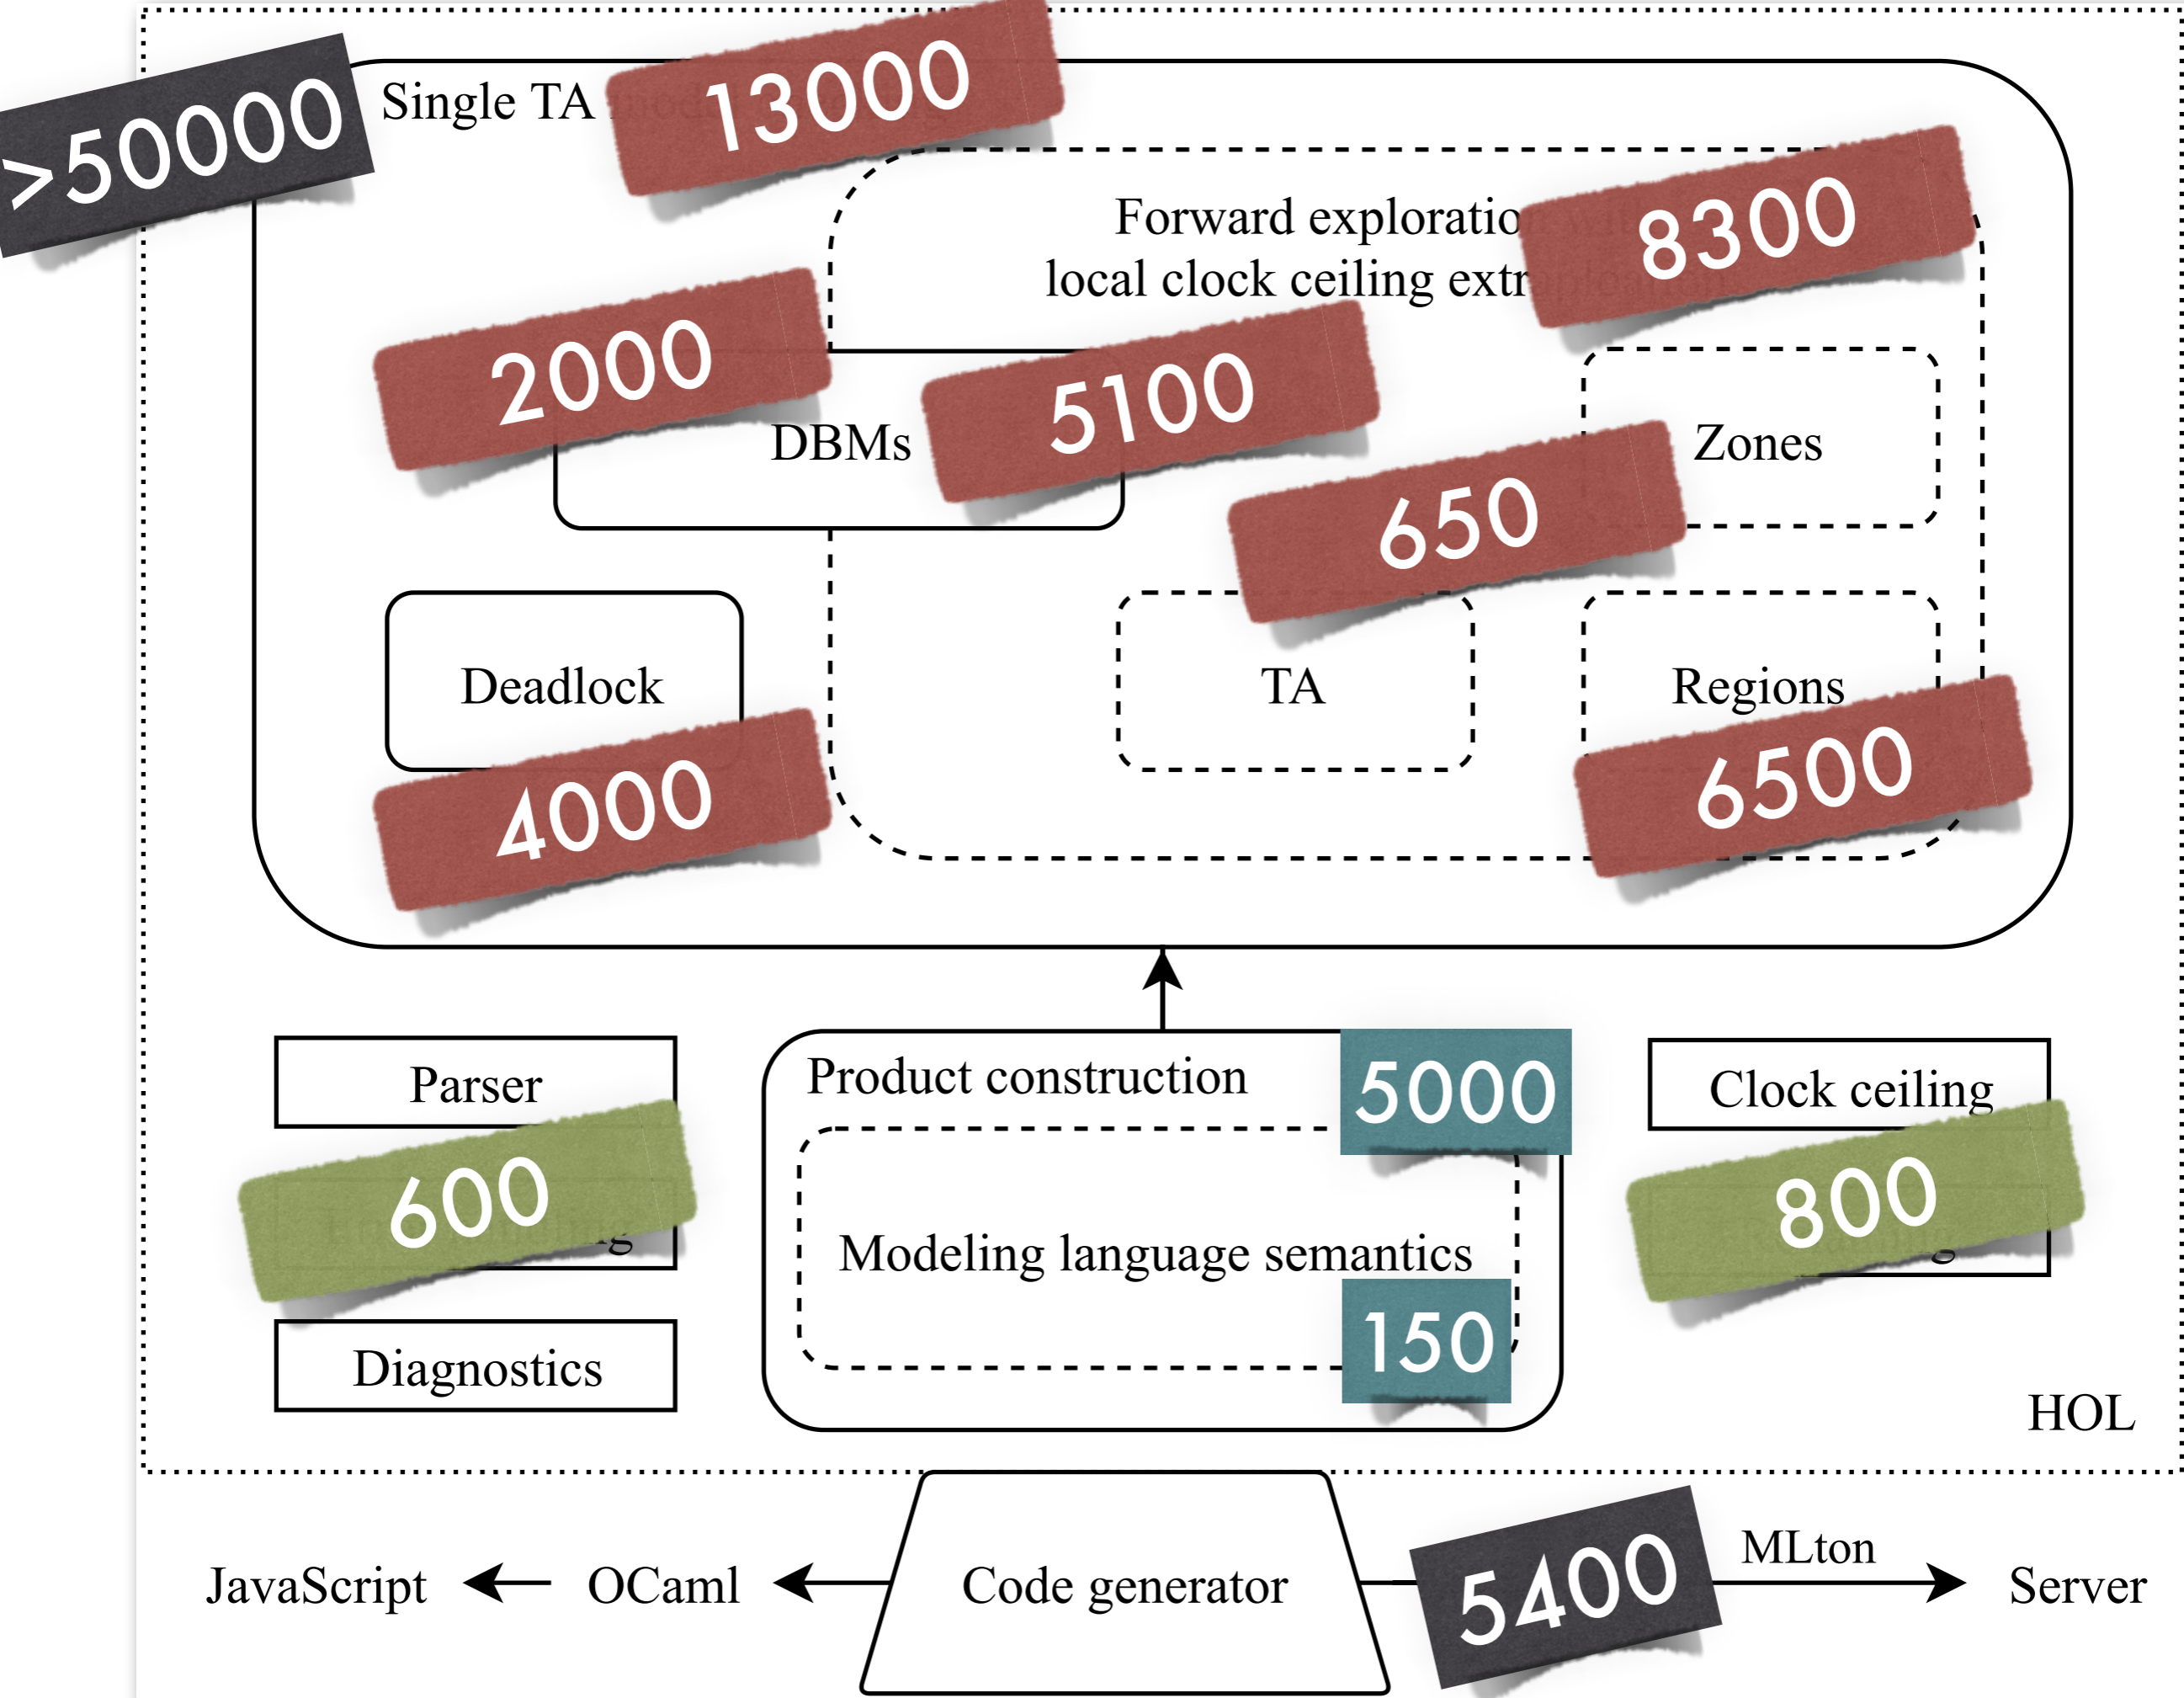 >50000
Single TA
13000
Forward exploratio
8300
local clock ceiling extr
2000
DBMs
5100
Zones
650
Deadlock
TA
Regions
4000
6500
Parser
Product construction
5000
Clock ceiling
600
800
Modeling language semantics
150
Diagnostics
HOL
JavaScript
OCaml
Code generator
5400
MLton
Server